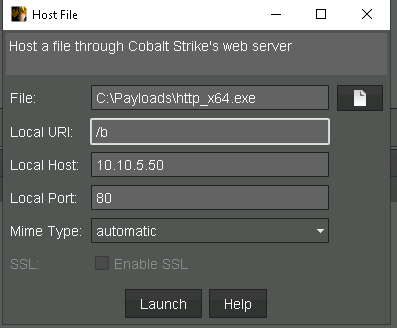 Host File
Host a file through Cobalt Strike's web server
File: C:\Payloads\http_x64.exe
Local URI: /b
Local Host: 10.10.5.50
Local Port: 80
Mime Type: automatic
SSL: Enable SSL
Launch Help